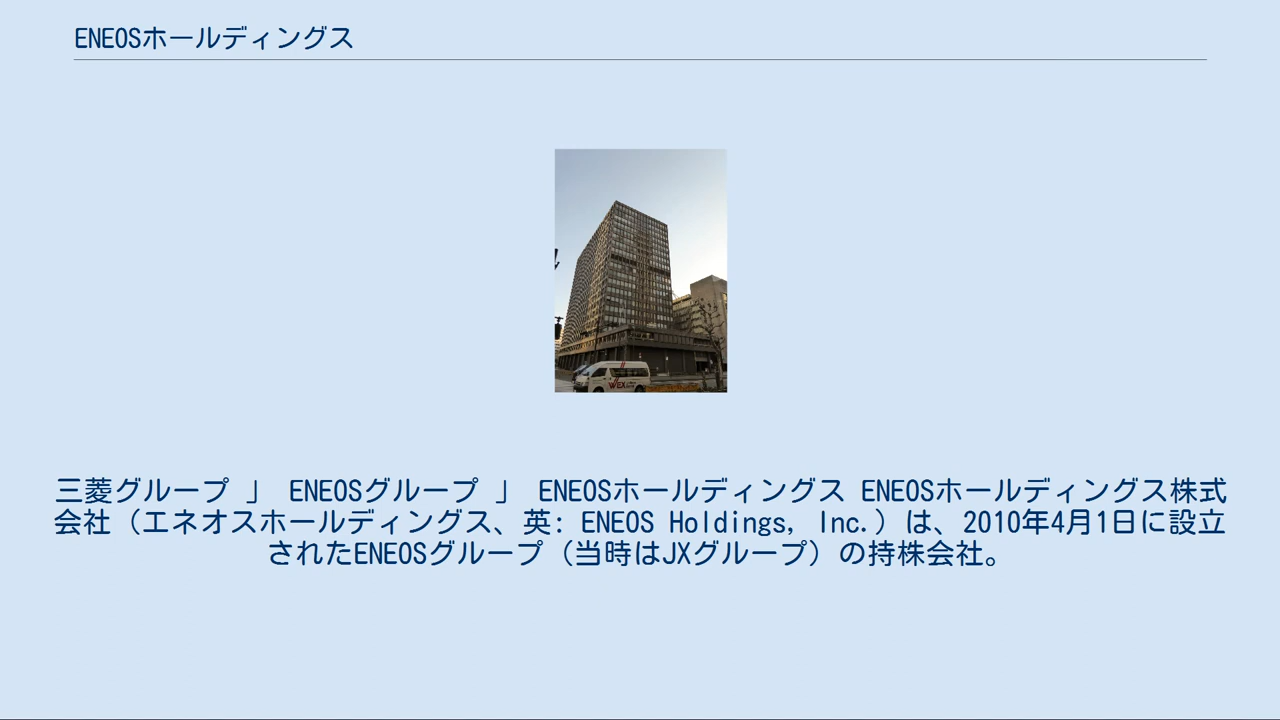 ENEOSホールディングス
WEX
三菱グループ 」 ENEOSグループ 」 ENEOSホールディングス ENEOSホールディングス株式
会社（エネオスホールディングス、英: ENEOS Holdings, Inc.）は、2010年4月1日に設立
されたENEOSグループ（当時はJXグループ）の持株会社。